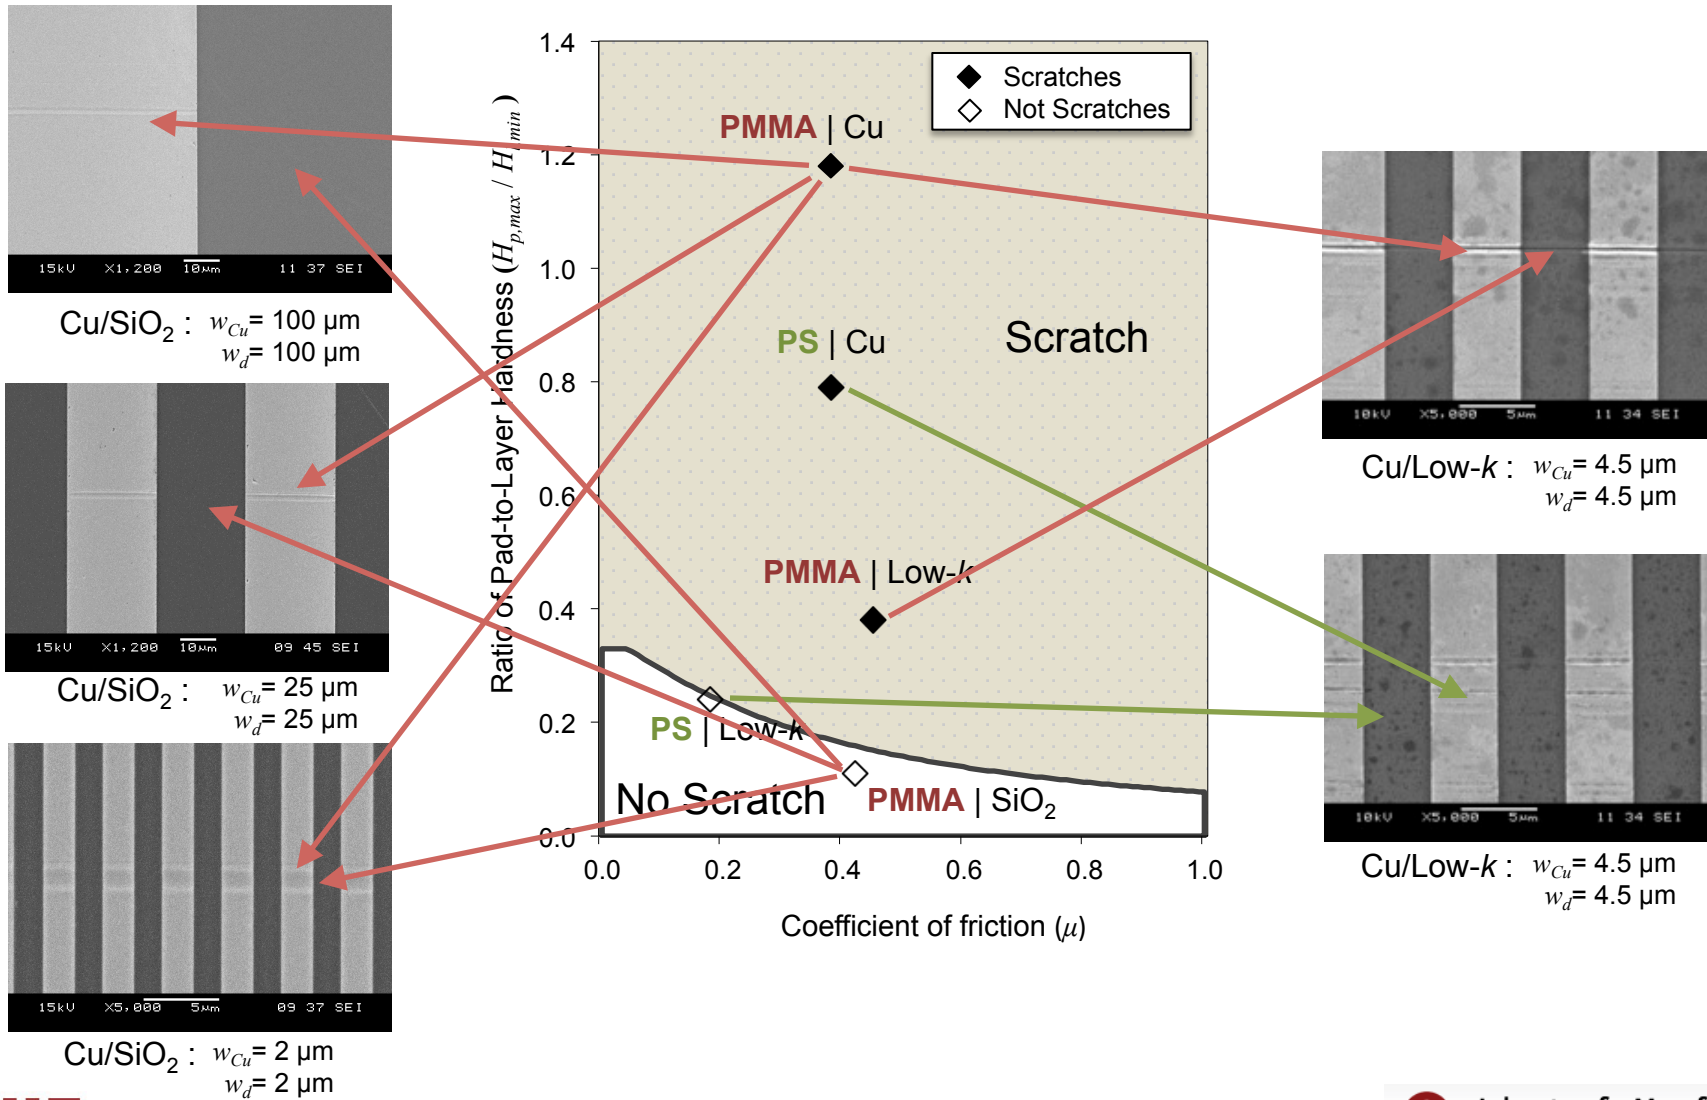 15kV X1,200 10µm 11 37 SEI
Cu/SiO2 : wCu= 100 µm
wd= 100 µm
15kV X1,200 10µm 09 45 SEI
Cu/SiO2 : wCu= 25 µm
wd= 25 µm
15kV X5,000 5µm 09 37 SEI
Cu/SiO2 : wCu= 2 µm
wd= 2 µm
Ratio of Pad-to-Layer Hardness (Hp,max / Hl,min)
1.4
1.2
1.0
0.8
0.6
0.4
0.2
0.0
0.0 0.2 0.4 0.6 0.8 1.0
Coefficient of friction (µ)
Scratches
Not Scratches
PMMA | Cu
PS | Cu
Scratch
PMMA | Low-k
PS | Low-k
No Scratch
PMMA | SiO2
10kV X5,000 5µm 11 34 SEI
Cu/Low-k : wCu= 4.5 µm
wd= 4.5 µm
10kV X5,000 5µm 11 34 SEI
Cu/Low-k : wCu= 4.5 µm
wd= 4.5 µm